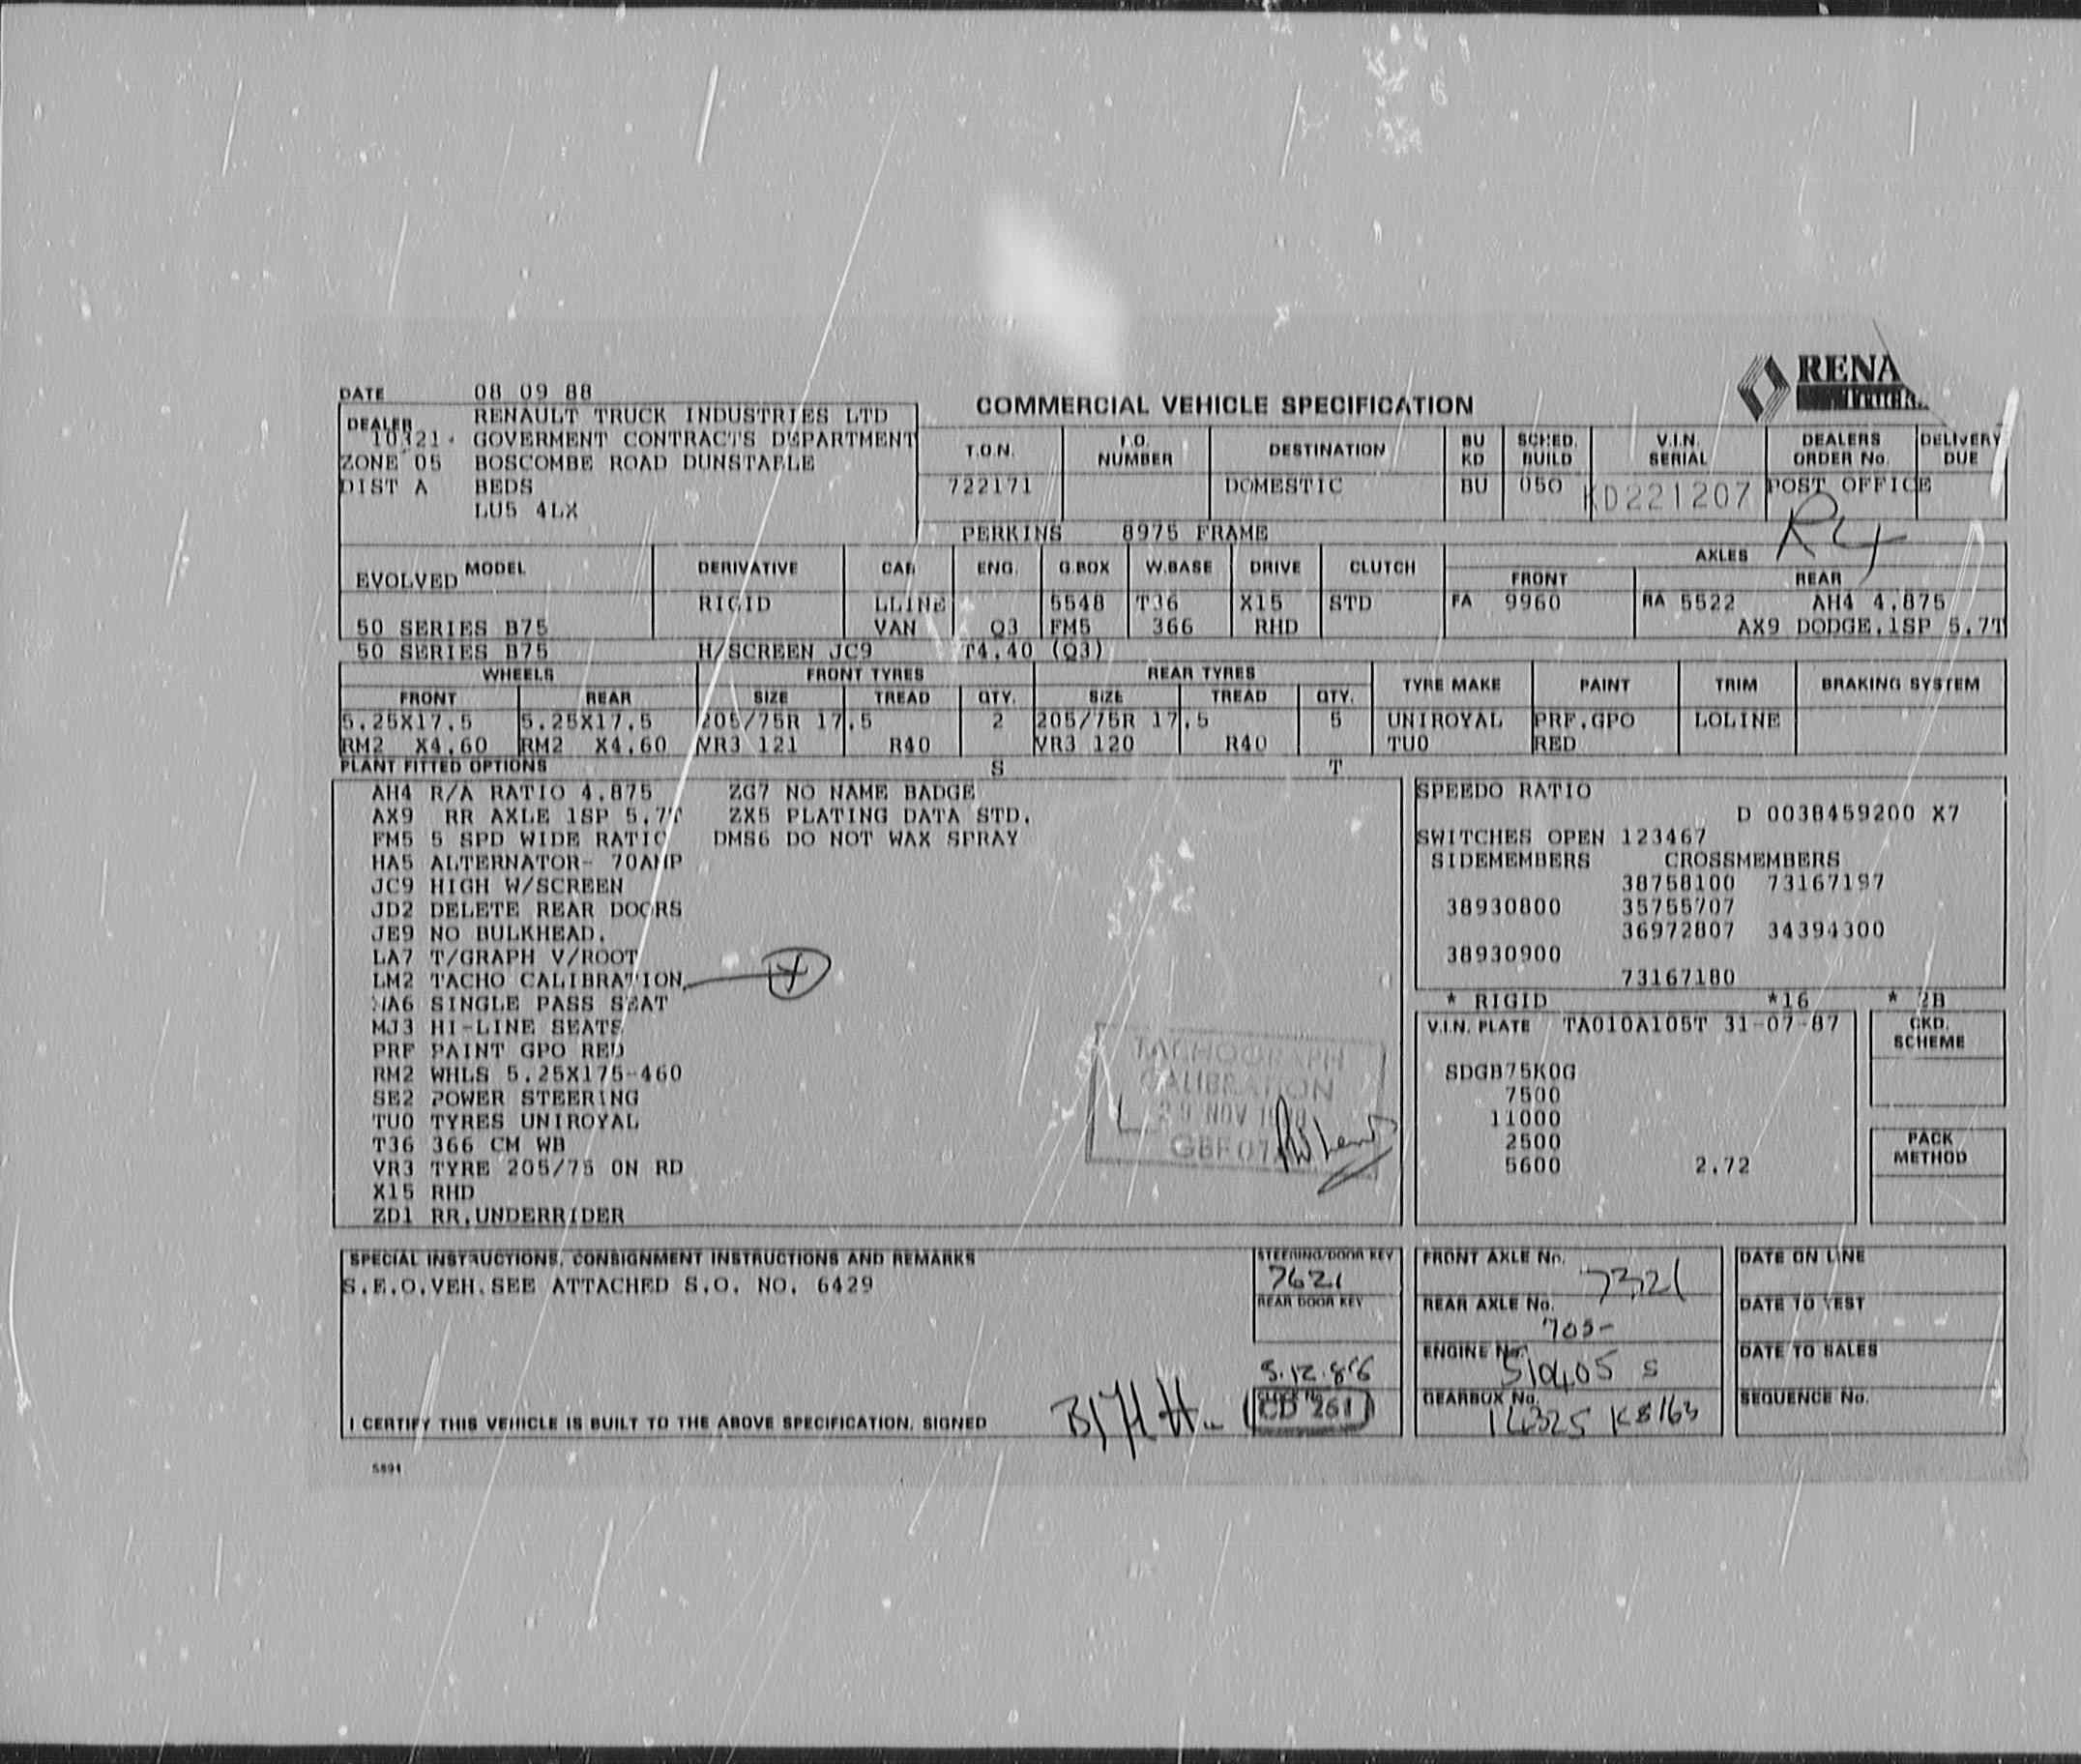 DATE 08 09 88
RENA
COMMERCIAL VEHICLE SPECIFICATION
DEALER RENAULT TRUCK INDUSTRIES LTD
10321 GOVERMENT CONTRACTS DEPARTMENT
ZONE 05 BOSCOMBE ROAD DUNSTABLE
DIST A BEDS
LU5 4LX
T.O.N. I.O. NUMBER DESTINATION BU KD SCHED. BUILD V.I.N. SERIAL DEALERS ORDER No. DELIVERY DUE
722171 DOMESTIC BU 050 KD221207 POST OFFICE
R4
PERKINS 8975 FRAME
MODEL DERIVATIVE CAB ENG. G.BOX W.BASE DRIVE CLUTCH AXLES
FRONT REAR
EVOLVED
RIGID LLINE 5548 T36 X15 STD FA 9960 RA 5522 AH4 4.875
50 SERIES B75 VAN Q3 FM5 366 RHD AX9 DODGE.1SP 5.7T
50 SERIES B75 H/SCREEN JC9 T4.40 (Q3)
WHEELS FRONT TYRES REAR TYRES TYRE MAKE PAINT TRIM BRAKING SYSTEM
FRONT REAR SIZE TREAD QTY. SIZE TREAD QTY.
5.25X17.5 5.25X17.5 205/75R 17.5 2 205/75R 17.5 5 UNIROYAL PRF.GPO LOLINE
RM2 X4.60 RM2 X4.60 VR3 121 R40 VR3 120 R40 TU0 RED
PLANT FITTED OPTIONS S T
AH4 R/A RATIO 4.875 ZG7 NO NAME BADGE
AX9 RR AXLE 1SP 5.7T ZX5 PLATING DATA STD.
FM5 5 SPD WIDE RATIO DMS6 DO NOT WAX SPRAY
HA5 ALTERNATOR- 70AMP
JC9 HIGH W/SCREEN
JD2 DELETE REAR DOORS
JE9 NO BULKHEAD.
LA7 T/GRAPH V/ROOT
LM2 TACHO CALIBRATION
MA6 SINGLE PASS SEAT
MJ3 HI-LINE SEATS
PRF PAINT GPO RED
RM2 WHLS 5.25X175-460
SE2 POWER STEERING
TU0 TYRES UNIROYAL
T36 366 CM WB
VR3 TYRE 205/75 ON RD
X15 RHD
ZD1 RR.UNDERRIDER
TACHOGRAPH
CALIBRATION
29 NOV
SPEEDO RATIO
D 0038459200 X7
SWITCHES OPEN 123467
SIDEMEMBERS CROSSMEMBERS
38758100 73167197
38930800 35755707
36972807 34394300
38930900
73167180
* RIGID *16 * 2B
V.I.N. PLATE TA010A105T 31-07-87
SDGB75K0G
7500
11000
2500
5600 2.72
CKD. SCHEME
PACK METHOD
SPECIAL INSTRUCTIONS, CONSIGNMENT INSTRUCTIONS AND REMARKS
S.E.O.VEH.SEE ATTACHED S.O. NO. 6429
I CERTIFY THIS VEHICLE IS BUILT TO THE ABOVE SPECIFICATION. SIGNED
STEERING/DOOR KEY
7621
REAR DOOR KEY
CLOCK No.
CD 261
FRONT AXLE No.
7321
REAR AXLE No.
705-
ENGINE No.
GEARBOX No.
DATE ON LINE
DATE TO TEST
DATE TO SALES
SEQUENCE No.
5891